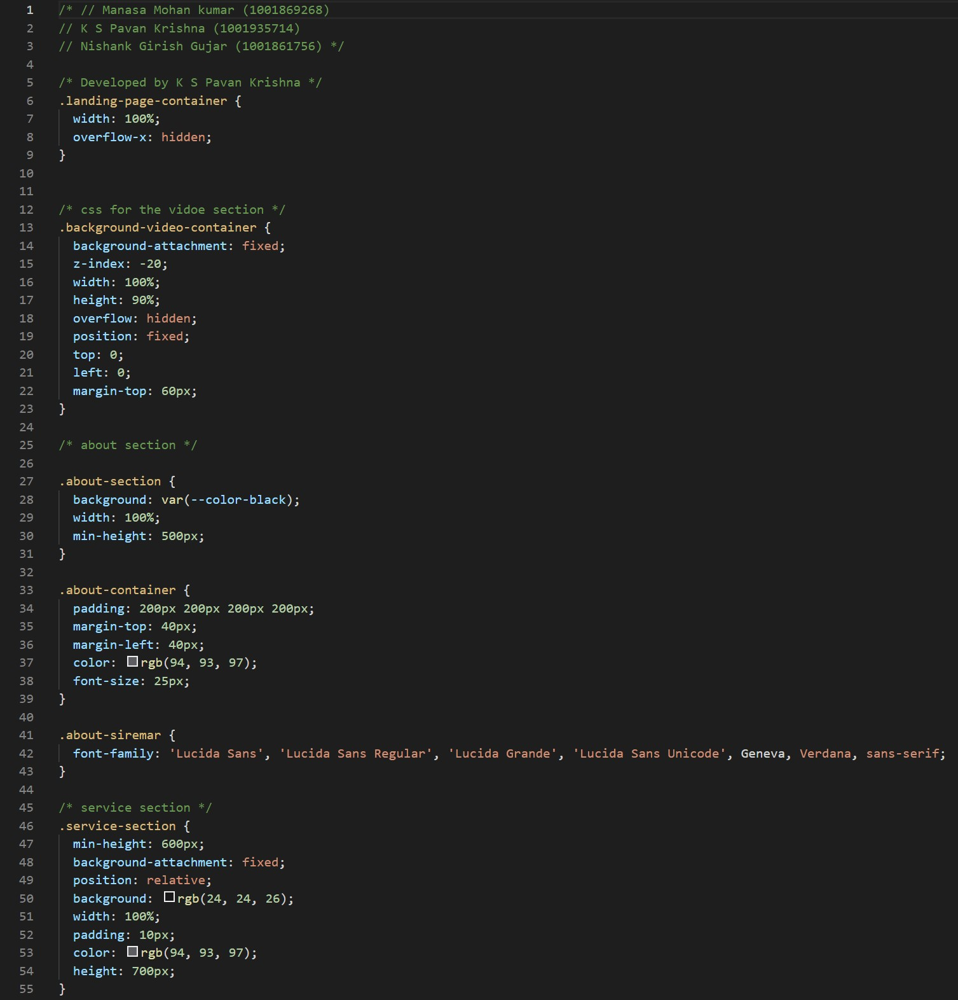 1 /* // Manasa Mohan kumar (1001869268)
2 // K S Pavan Krishna (1001935714)
3 // Nishank Girish Gujar (1001861756) */
4
5 /* Developed by K S Pavan Krishna */
6 .landing-page-container {
7   width: 100%;
8   overflow-x: hidden;
9 }
10
11
12 /* css for the vidoe section */
13 .background-video-container {
14   background-attachment: fixed;
15   z-index: -20;
16   width: 100%;
17   height: 90%;
18   overflow: hidden;
19   position: fixed;
20   top: 0;
21   left: 0;
22   margin-top: 60px;
23 }
24
25 /* about section */
26
27 .about-section {
28   background: var(--color-black);
29   width: 100%;
30   min-height: 500px;
31 }
32
33 .about-container {
34   padding: 200px 200px 200px 200px;
35   margin-top: 40px;
36   margin-left: 40px;
37   color: rgb(94, 93, 97);
38   font-size: 25px;
39 }
40
41 .about-siremar {
42   font-family: 'Lucida Sans', 'Lucida Sans Regular', 'Lucida Grande', 'Lucida Sans Unicode', Geneva, Verdana, sans-serif;
43 }
44
45 /* service section */
46 .service-section {
47   min-height: 600px;
48   background-attachment: fixed;
49   position: relative;
50   background: rgb(24, 24, 26);
51   width: 100%;
52   padding: 10px;
53   color: rgb(94, 93, 97);
54   height: 700px;
55 }